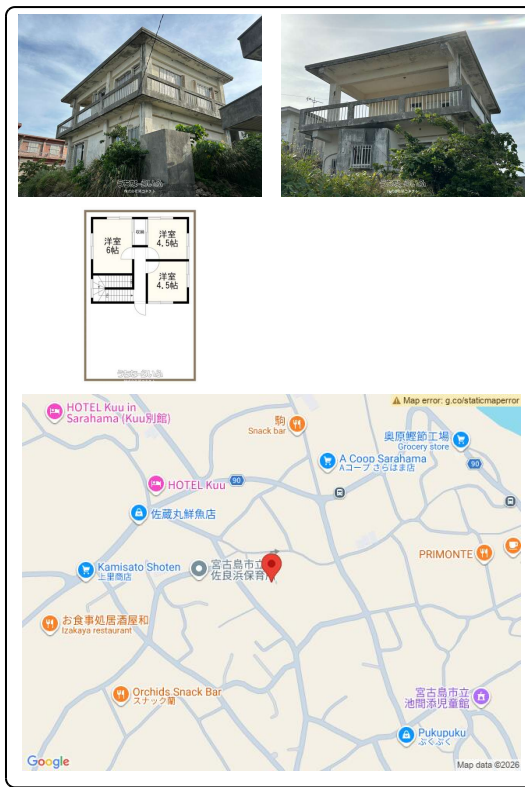 洋室
6帖
収納
洋室
4.5帖
洋室
4.5帖
HOTEL Kuu in
Sarahama (Kuu別館)
Map error: g.co/staticmaperror
駒
Snack bar
奥原鰹節工場
Grocery store
A Coop Sarahama
Aコープ さらはま店
90
90
HOTEL Kuu
佐蔵丸鮮魚店
PRIMONTE
Kamisato Shoten
上里商店
宮古島市立
佐良浜保育
お食事処居酒屋和
Izakaya restaurant
Orchids Snack Bar
スナック蘭
宮古島市立
池間添児童館
Pukupuku
ぷくぷく
Google
Map data ©2026